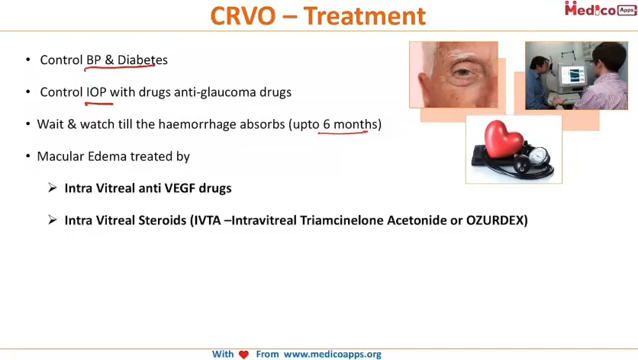 CRVO – Treatment
MedicoApps
Control BP & Diabetes
Control IOP with drugs anti-glaucoma drugs
Wait & watch till the haemorrhage absorbs (upto 6 months)
Macular Edema treated by
Intra Vitreal anti VEGF drugs
Intra Vitreal Steroids (IVTA –Intravitreal Triamcinelone Acetonide or OZURDEX)
With From www.medicoapps.org